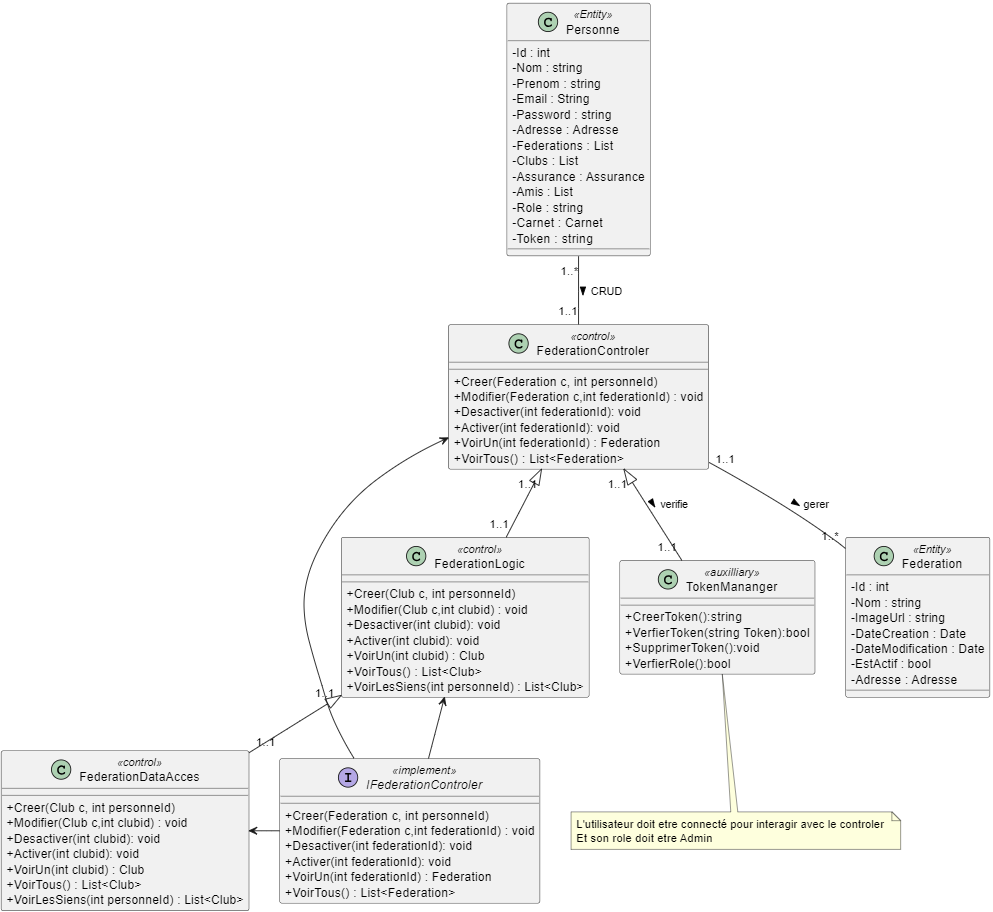 «Entity»
C Personne
-Id : int
-Nom : string
-Prenom : string
-Email : String
-Password : string
-Adresse : Adresse
-Federations : List
-Clubs : List
-Assurance : Assurance
-Amis : List
-Role : string
-Carnet : Carnet
-Token : string
1..*
CRUD
1..1
«control»
C FederationControler
+Creer(Federation c, int personneId)
+Modifier(Federation c,int federationId) : void
+Desactiver(int federationId): void
+Activer(int federationId): void
+VoirUn(int federationId) : Federation
+VoirTous() : List<Federation>
1..1
1..1
1..1
verifie
gerer
1..1
1..1
1..*
«control»
C FederationLogic
+Creer(Club c, int personneId)
+Modifier(Club c,int clubid) : void
+Desactiver(int clubid): void
+Activer(int clubid): void
+VoirUn(int clubid) : Club
+VoirTous() : List<Club>
+VoirLesSiens(int personneId) : List<Club>
«auxilliary»
C TokenMananger
+CreerToken():string
+VerfierToken(string Token):bool
+SupprimerToken():void
+VerfierRole():bool
«Entity»
C Federation
-Id : int
-Nom : string
-ImageUrl : string
-DateCreation : Date
-DateModification : Date
-EstActif : bool
-Adresse : Adresse
1..1
1..1
«control»
C FederationDataAcces
+Creer(Club c, int personneId)
+Modifier(Club c,int clubid) : void
+Desactiver(int clubid): void
+Activer(int clubid): void
+VoirUn(int clubid) : Club
+VoirTous() : List<Club>
+VoirLesSiens(int personneId) : List<Club>
«implement»
I IFederationControler
+Creer(Federation c, int personneId)
+Modifier(Federation c,int federationId) : void
+Desactiver(int federationId): void
+Activer(int federationId): void
+VoirUn(int federationId) : Federation
+VoirTous() : List<Federation>
L'utilisateur doit etre connecté pour interagir avec le controler
Et son role doit etre Admin